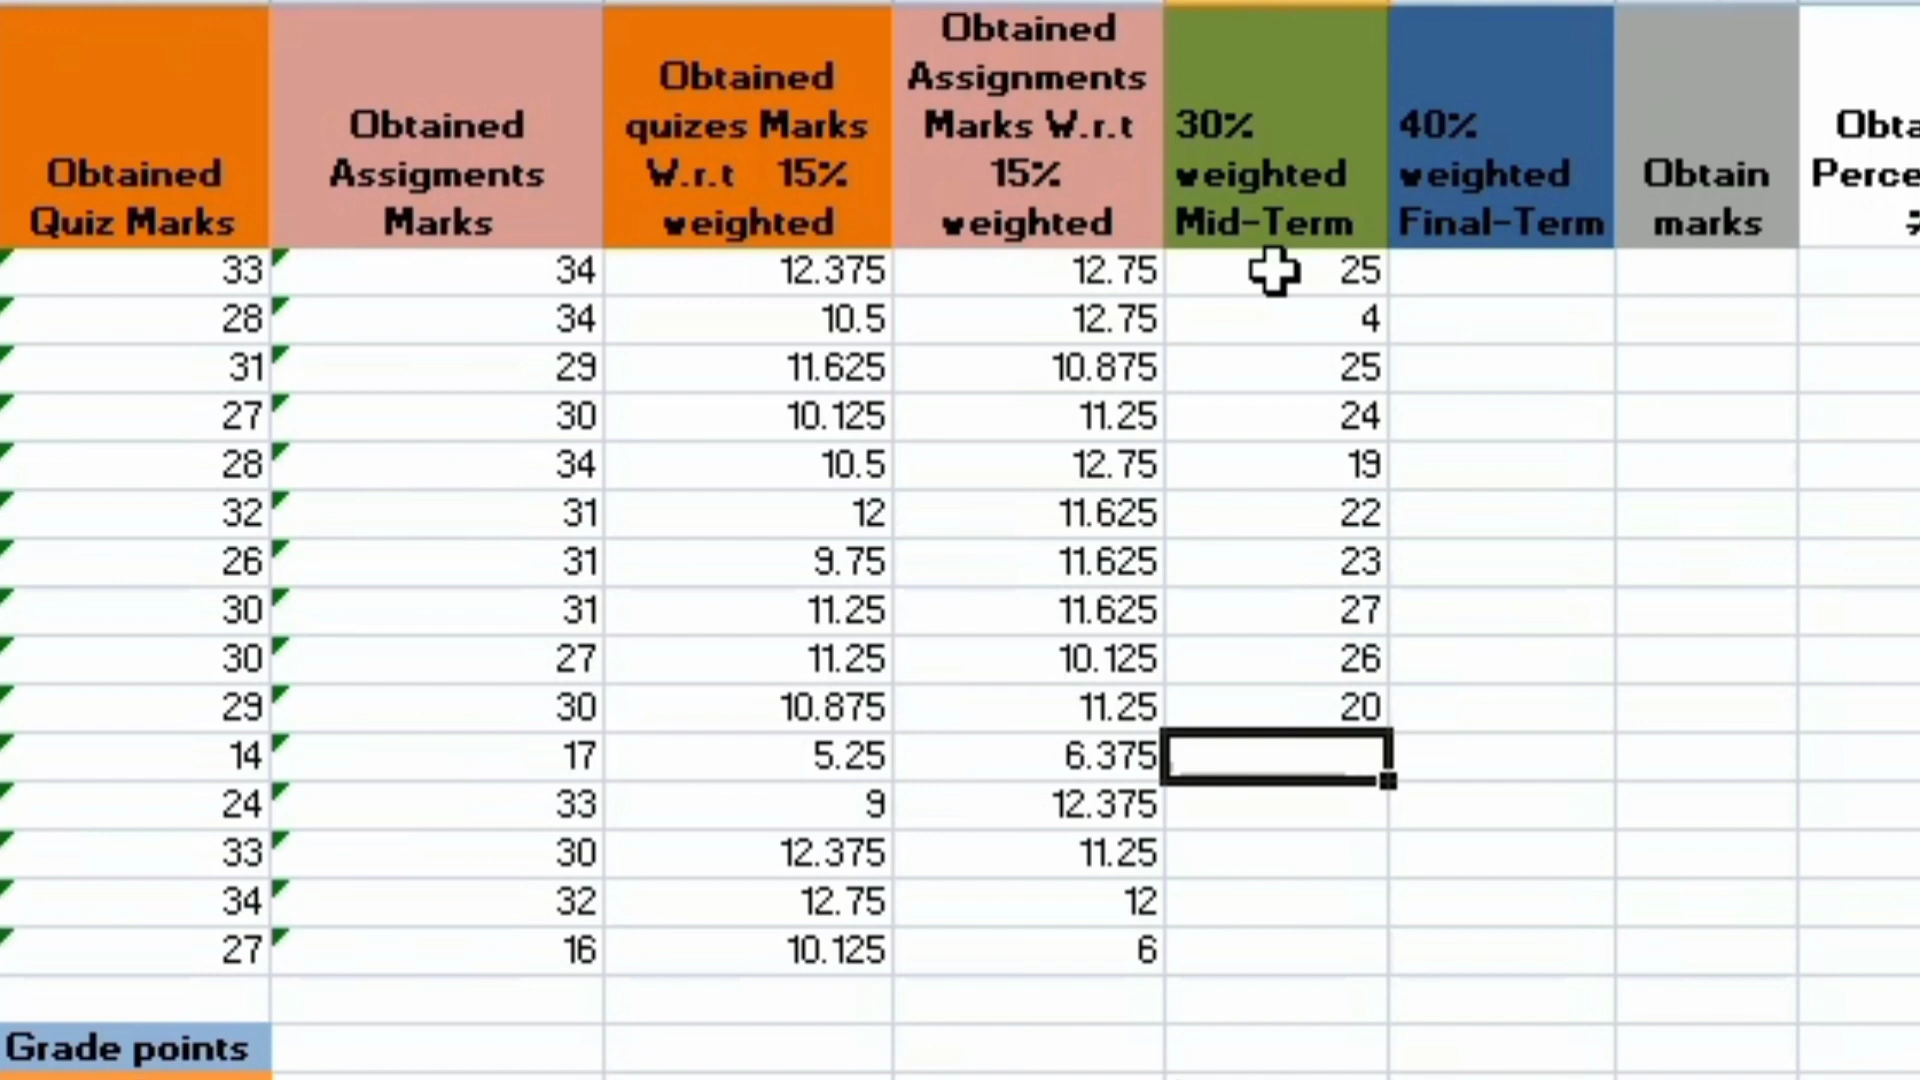 Obtained Quiz Marks	Obtained Assigments Marks	Obtained quizes Marks W.r.t 15% weighted	Obtained Assignments Marks W.r.t 15% weighted	30% weighted Mid-Term	40% weighted Final-Term	Obtain marks
33	34	12.375	12.75	25
28	34	10.5	12.75	4
31	29	11.625	10.875	25
27	30	10.125	11.25	24
28	34	10.5	12.75	19
32	31	12	11.625	22
26	31	9.75	11.625	23
30	31	11.25	11.625	27
30	27	11.25	10.125	26
29	30	10.875	11.25	20
14	17	5.25	6.375
24	33	9	12.375
33	30	12.375	11.25
34	32	12.75	12
27	16	10.125	6
Grade points